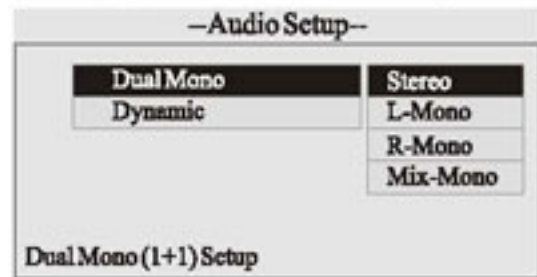 --Audio Setup--
Dual Mono
Stereo
Dynamic
L-Mono
R-Mono
Mix-Mono
Dual Mono (1+1) Setup